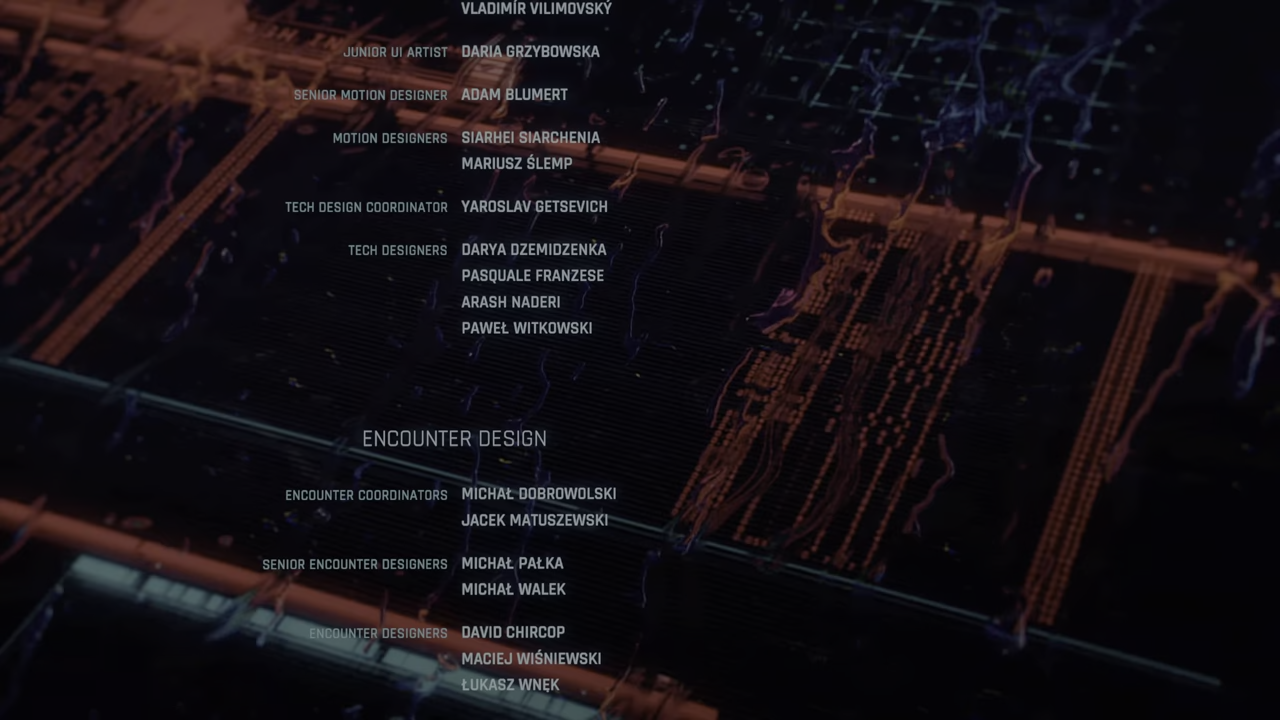 VLADIMÍR VILIMOVSKÝ
JUNIOR UI ARTIST DARIA GRZYBOWSKA
SENIOR MOTION DESIGNER ADAM BLUMERT
MOTION DESIGNERS SIARHEI SIARCHENIA
MARIUSZ ŚLEMP
TECH DESIGN COORDINATOR YAROSLAV GETSEVICH
TECH DESIGNERS DARYA DZEMIDZENKA
PASQUALE FRANZESE
ARASH NADERI
PAWEŁ WITKOWSKI
ENCOUNTER DESIGN
ENCOUNTER COORDINATORS MICHAŁ DOBROWOLSKI
JACEK MATUSZEWSKI
SENIOR ENCOUNTER DESIGNERS MICHAŁ PAŁKA
MICHAŁ WALEK
ENCOUNTER DESIGNERS DAVID CHIRCOP
MACIEJ WIŚNIEWSKI
ŁUKASZ WNĘK